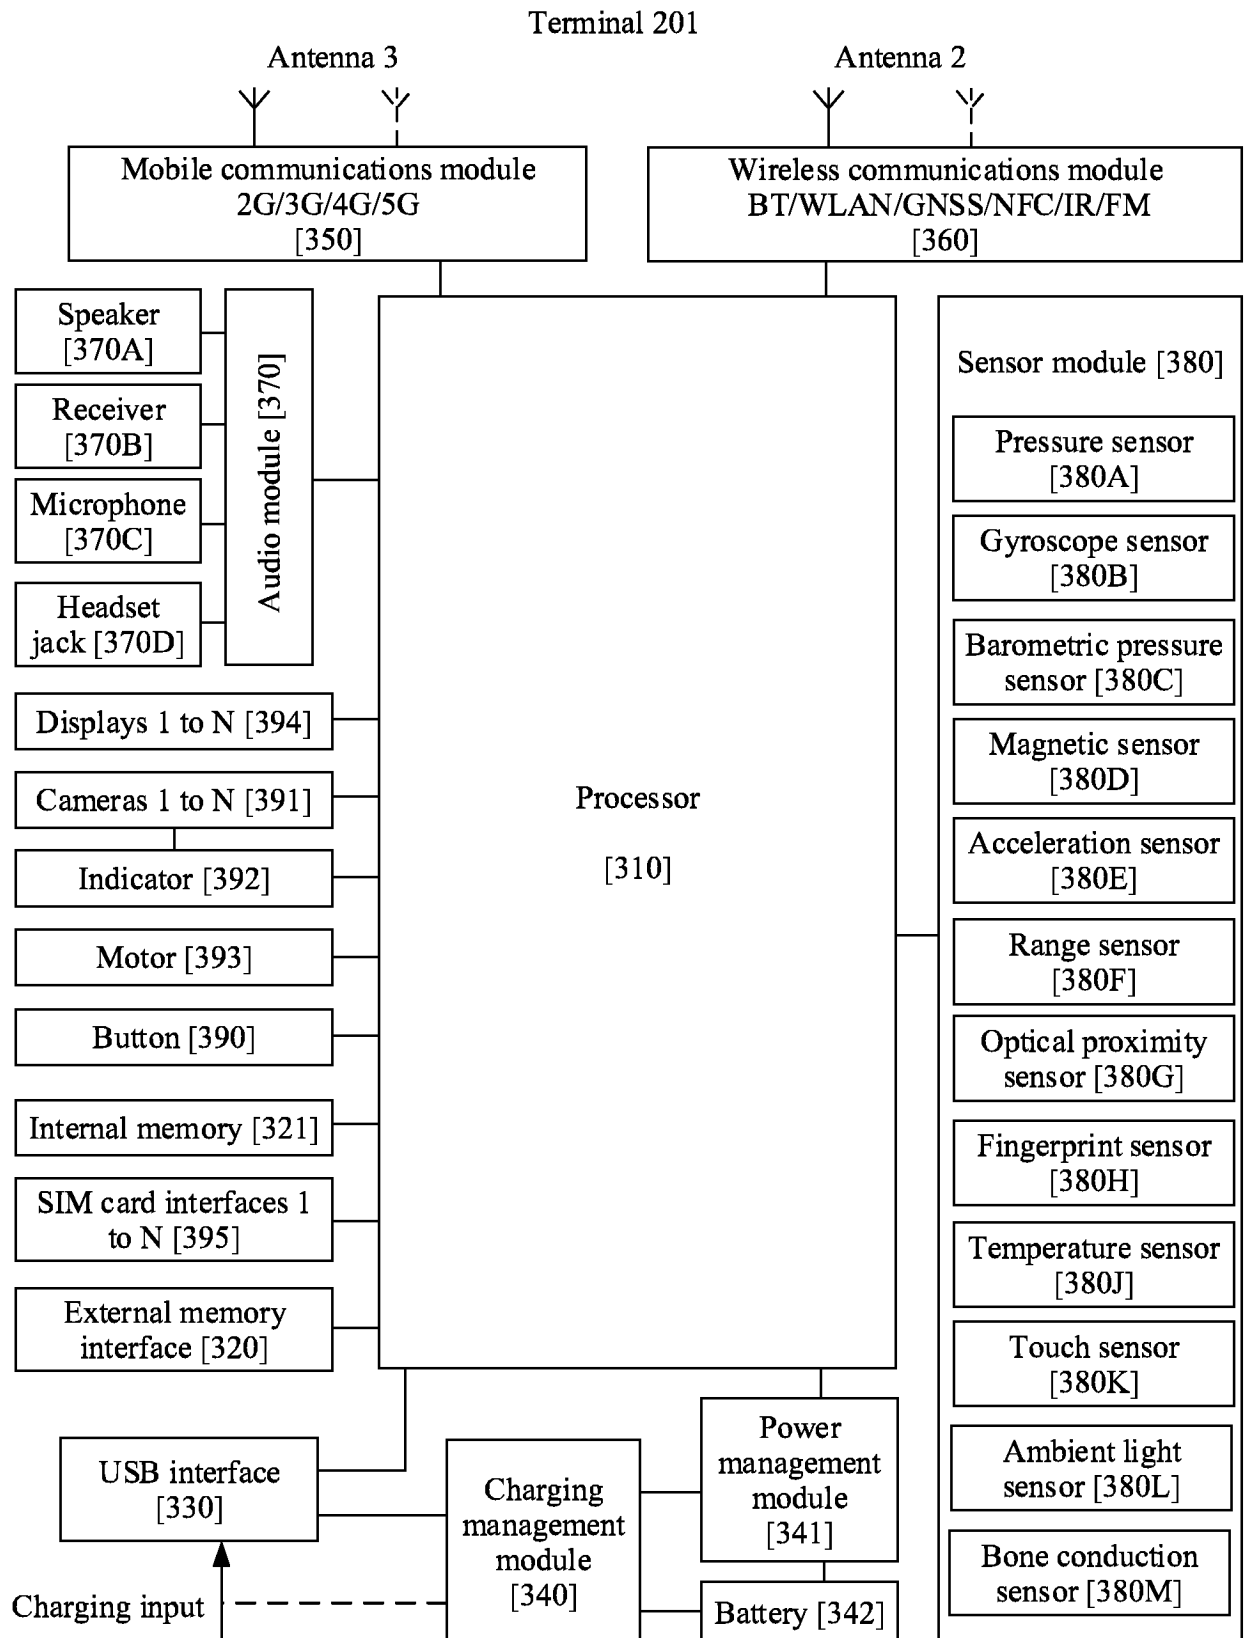 Terminal 201
Antenna 3
Antenna 2
Mobile communications module
2G/3G/4G/5G
[350]
Wireless communications module
BT/WLAN/GNSS/NFC/IR/FM
[360]
Speaker
[370A]
Receiver
[370B]
Microphone
[370C]
Headset
jack [370D]
Audio module [370]
Displays 1 to N [394]
Cameras 1 to N [391]
Indicator [392]
Motor [393]
Button [390]
Internal memory [321]
SIM card interfaces 1
to N [395]
External memory
interface [320]
Processor
[310]
Sensor module [380]
Pressure sensor
[380A]
Gyroscope sensor
[380B]
Barometric pressure
sensor [380C]
Magnetic sensor
[380D]
Acceleration sensor
[380E]
Range sensor
[380F]
Optical proximity
sensor [380G]
Fingerprint sensor
[380H]
Temperature sensor
[380J]
Touch sensor
[380K]
Ambient light
sensor [380L]
Bone conduction
sensor [380M]
USB interface
[330]
Charging input
Charging
management
module
[340]
Power
management
module
[341]
Battery [342]